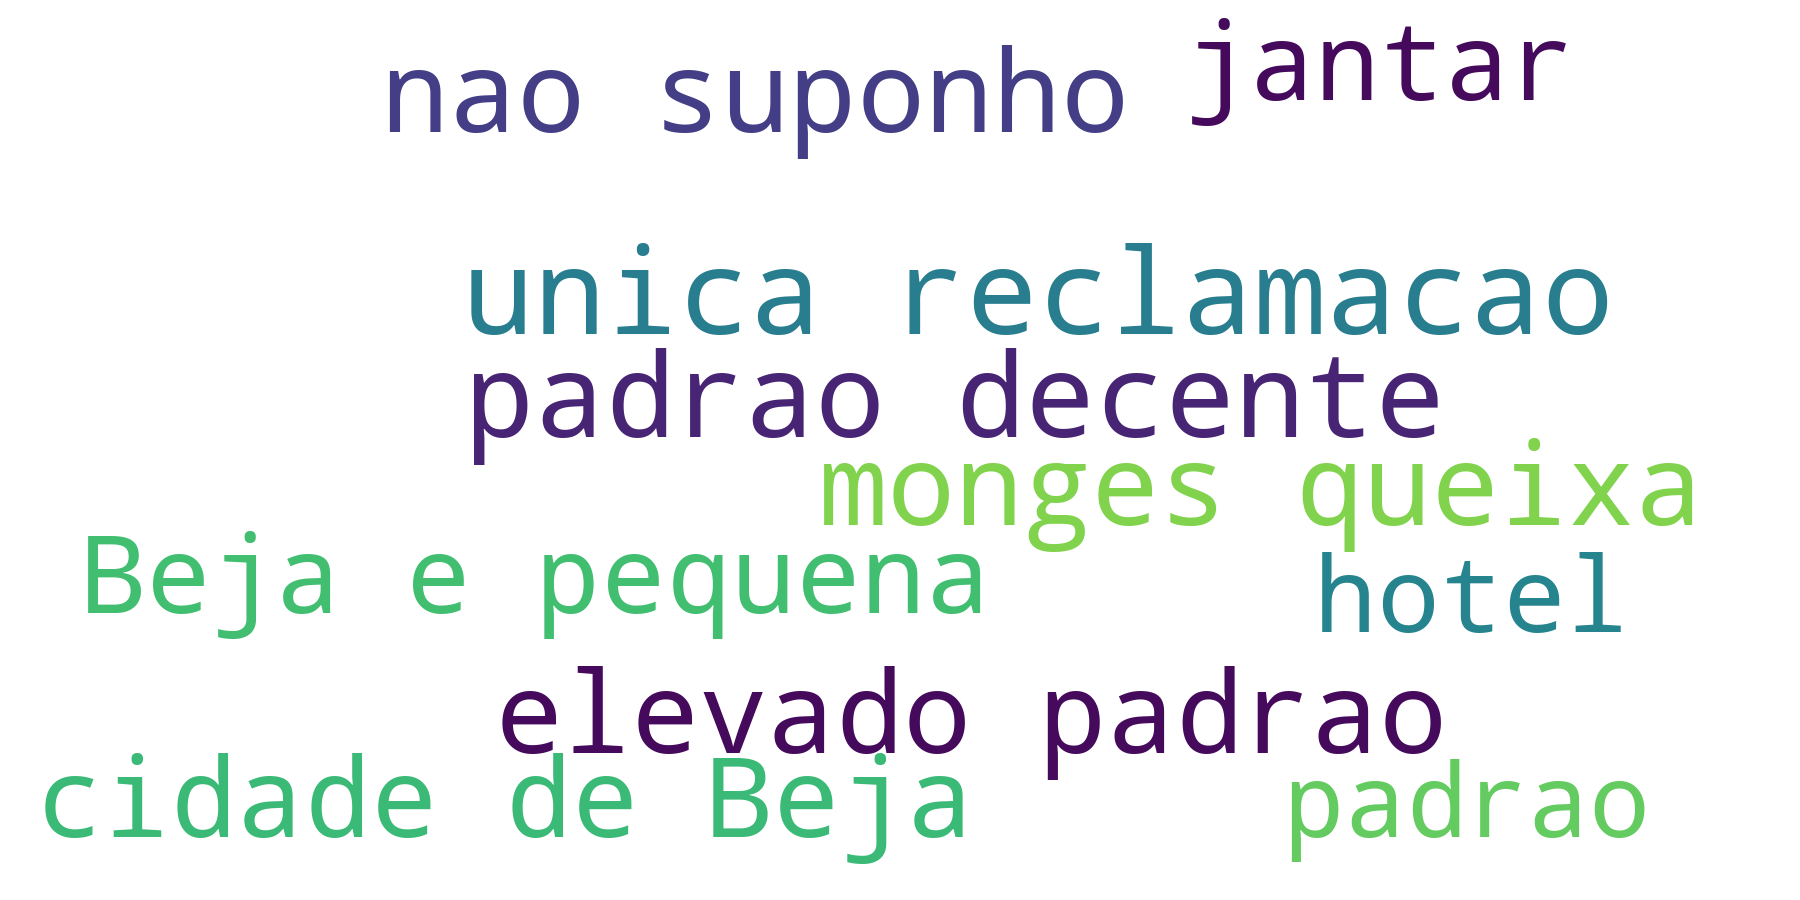 jantar
nao suponho
unica reclamacao
padrao decente
monges queixa
Beja e pequena
hotel
elevado padrao
cidade de Beja
padrao